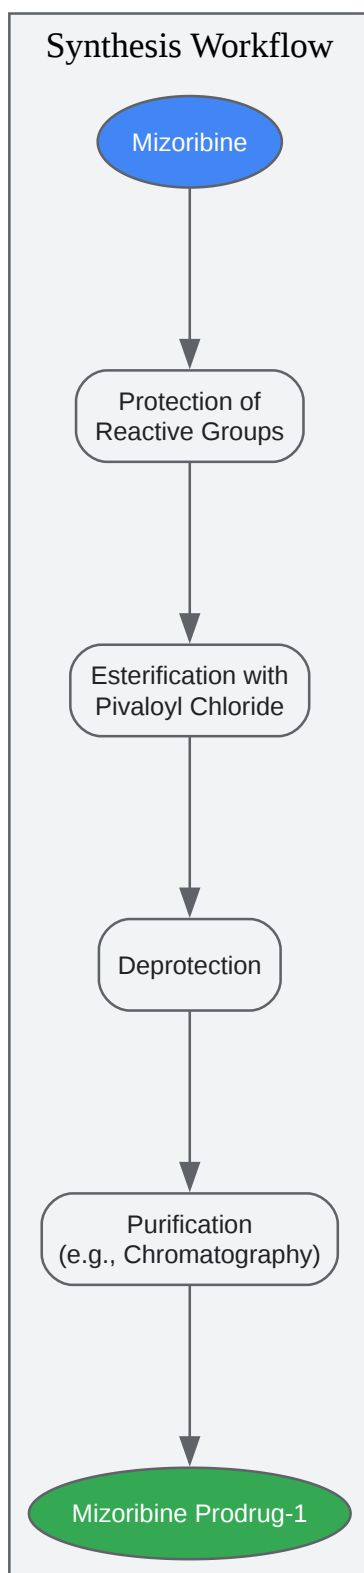 Synthesis Workflow
Mizoribine
Protection of
Reactive Groups
Esterification with
Pivaloyl Chloride
Deprotection
Purification
(e.g., Chromatography)
Mizoribine Prodrug-1